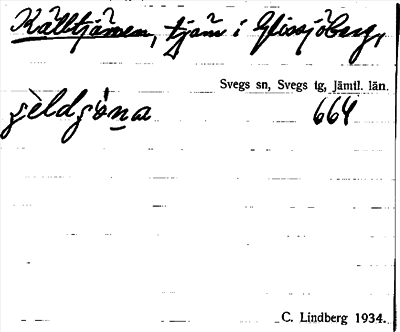 Källtjärnen, tjärn i Glissjöberg,
Svegs sn, Svegs tg, Jämtl. län.
664
C. Lindberg 1934.